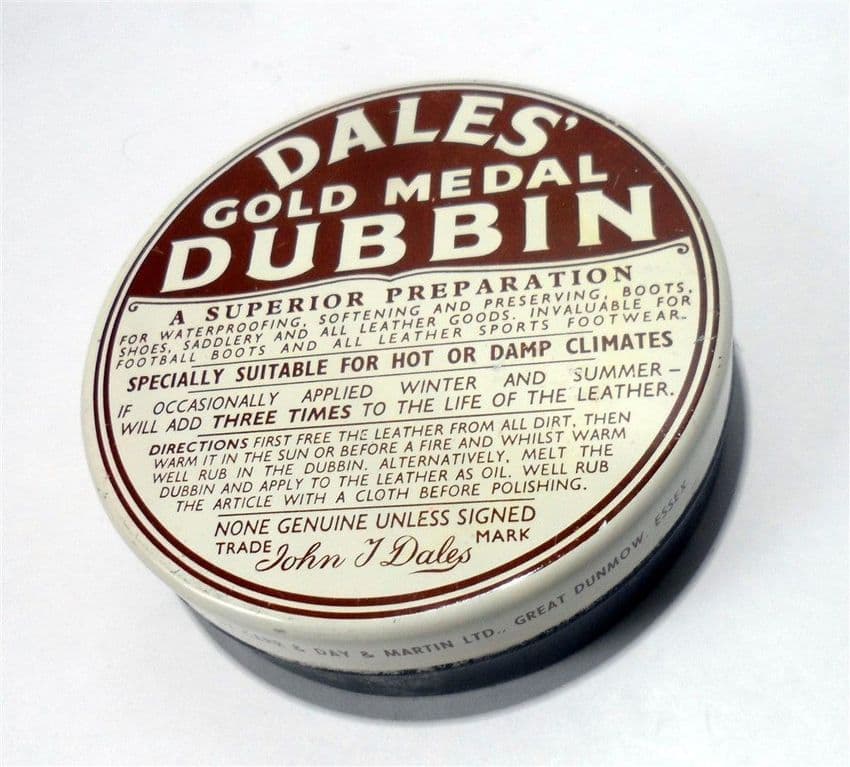 DALES'
GOLD MEDAL
DUBBIN
A SUPERIOR PREPARATION
FOR WATERPROOFING, SOFTENING AND PRESERVING, BOOTS,
SHOES, SADDLERY AND ALL LEATHER GOODS. INVALUABLE FOR
FOOTBALL BOOTS AND ALL LEATHER SPORTS FOOTWEAR.
SPECIALLY SUITABLE FOR HOT OR DAMP CLIMATES
IF OCCASIONALLY APPLIED WINTER AND SUMMER–
WILL ADD THREE TIMES TO THE LIFE OF THE LEATHER.
DIRECTIONS FIRST FREE THE LEATHER FROM ALL DIRT, THEN
WARM IT IN THE SUN OR BEFORE A FIRE AND WHILST WARM
WELL RUB IN THE DUBBIN. ALTERNATIVELY, MELT THE
DUBBIN AND APPLY TO THE LEATHER AS OIL. WELL RUB
THE ARTICLE WITH A CLOTH BEFORE POLISHING.
NONE GENUINE UNLESS SIGNED
TRADE John J Dales MARK
& DAY & MARTIN LTD., GREAT DUNMOW, ESSEX